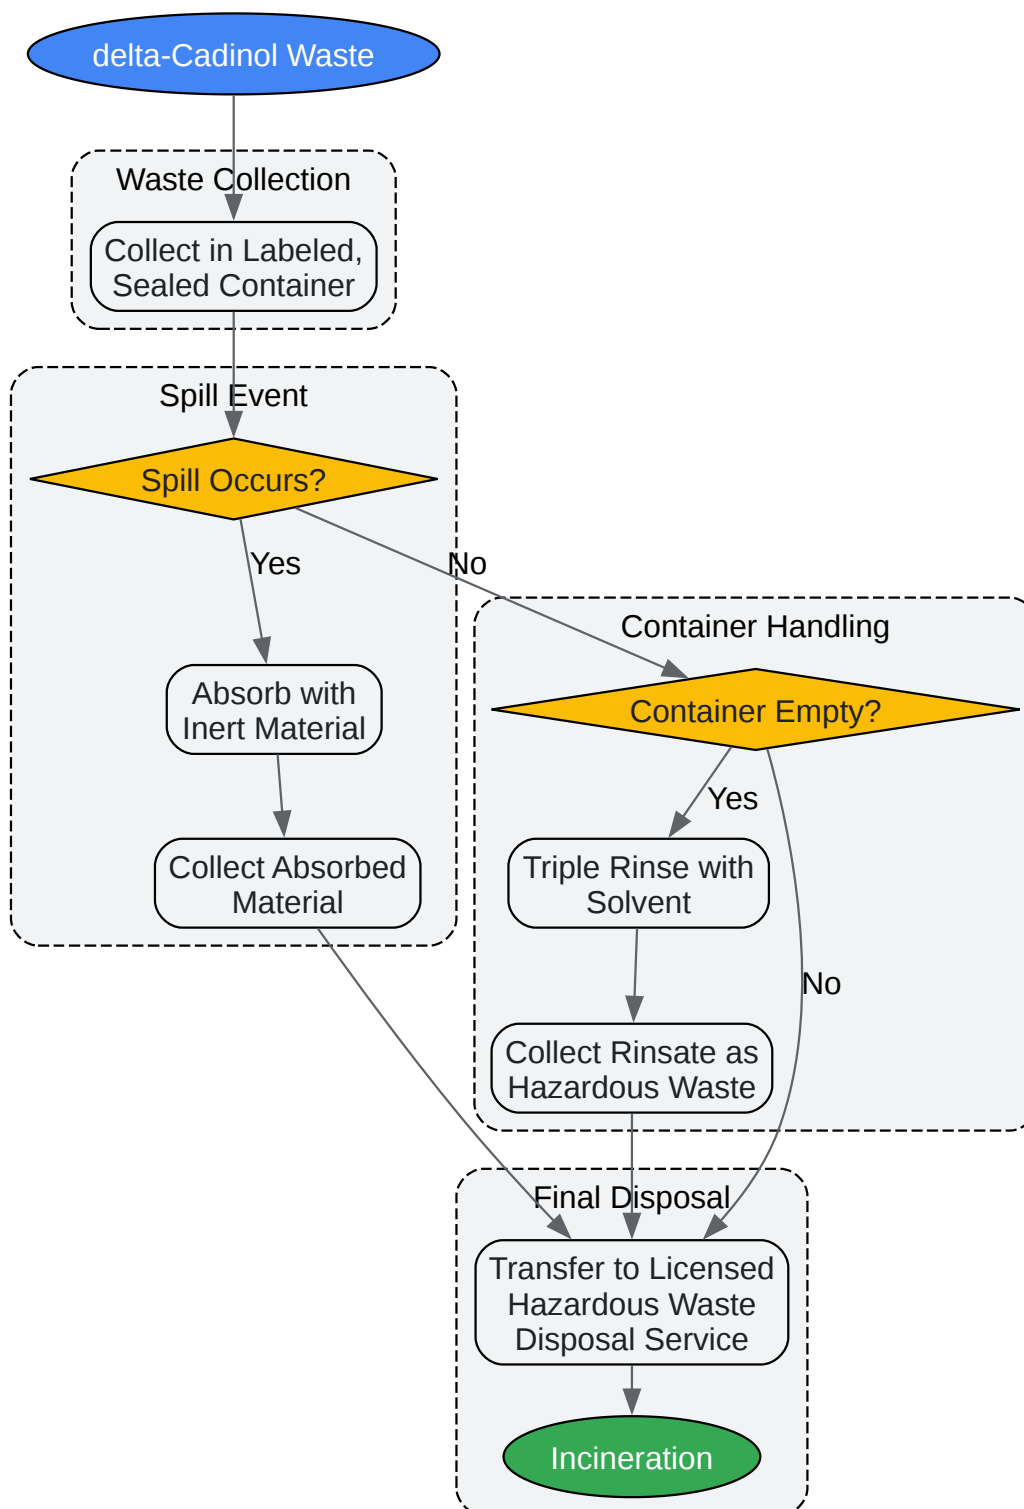 delta-Cadinol Waste
Waste Collection
Collect in Labeled,
Sealed Container
Spill Event
Spill Occurs?
Yes
No
Container Handling
Absorb with
Inert Material
Container Empty?
Yes
Collect Absorbed
Material
Triple Rinse with
Solvent
No
Collect Rinsate as
Hazardous Waste
Final Disposal
Transfer to Licensed
Hazardous Waste
Disposal Service
Incineration